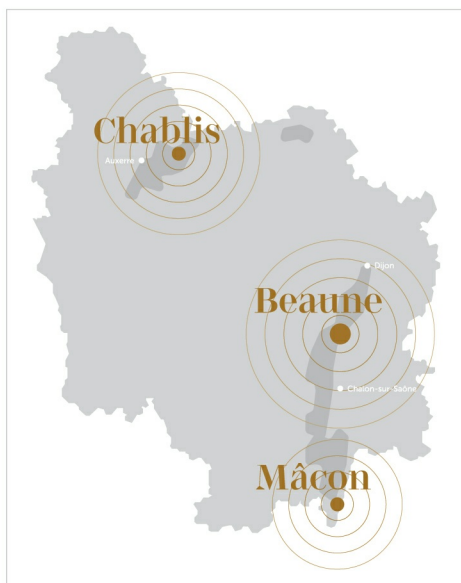 Chablis
Auxerre
Dijon
Beaune
Chalon-sur-Saône
Mâcon